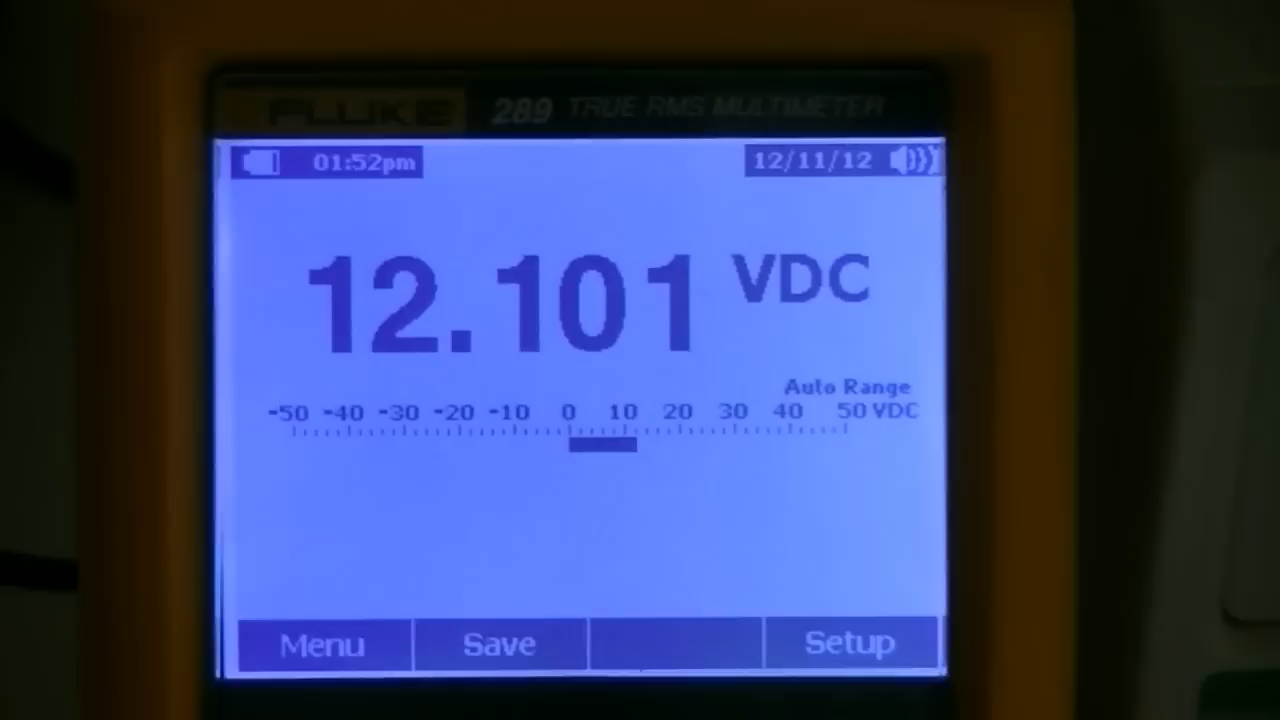 FLUKE 289 TRUE RMS MULTIMETER
01:52pm 12/11/12
12.101 VDC
Auto Range
-50 -40 -30 -20 -10 0 10 20 30 40 50 VDC
Menu Save Setup